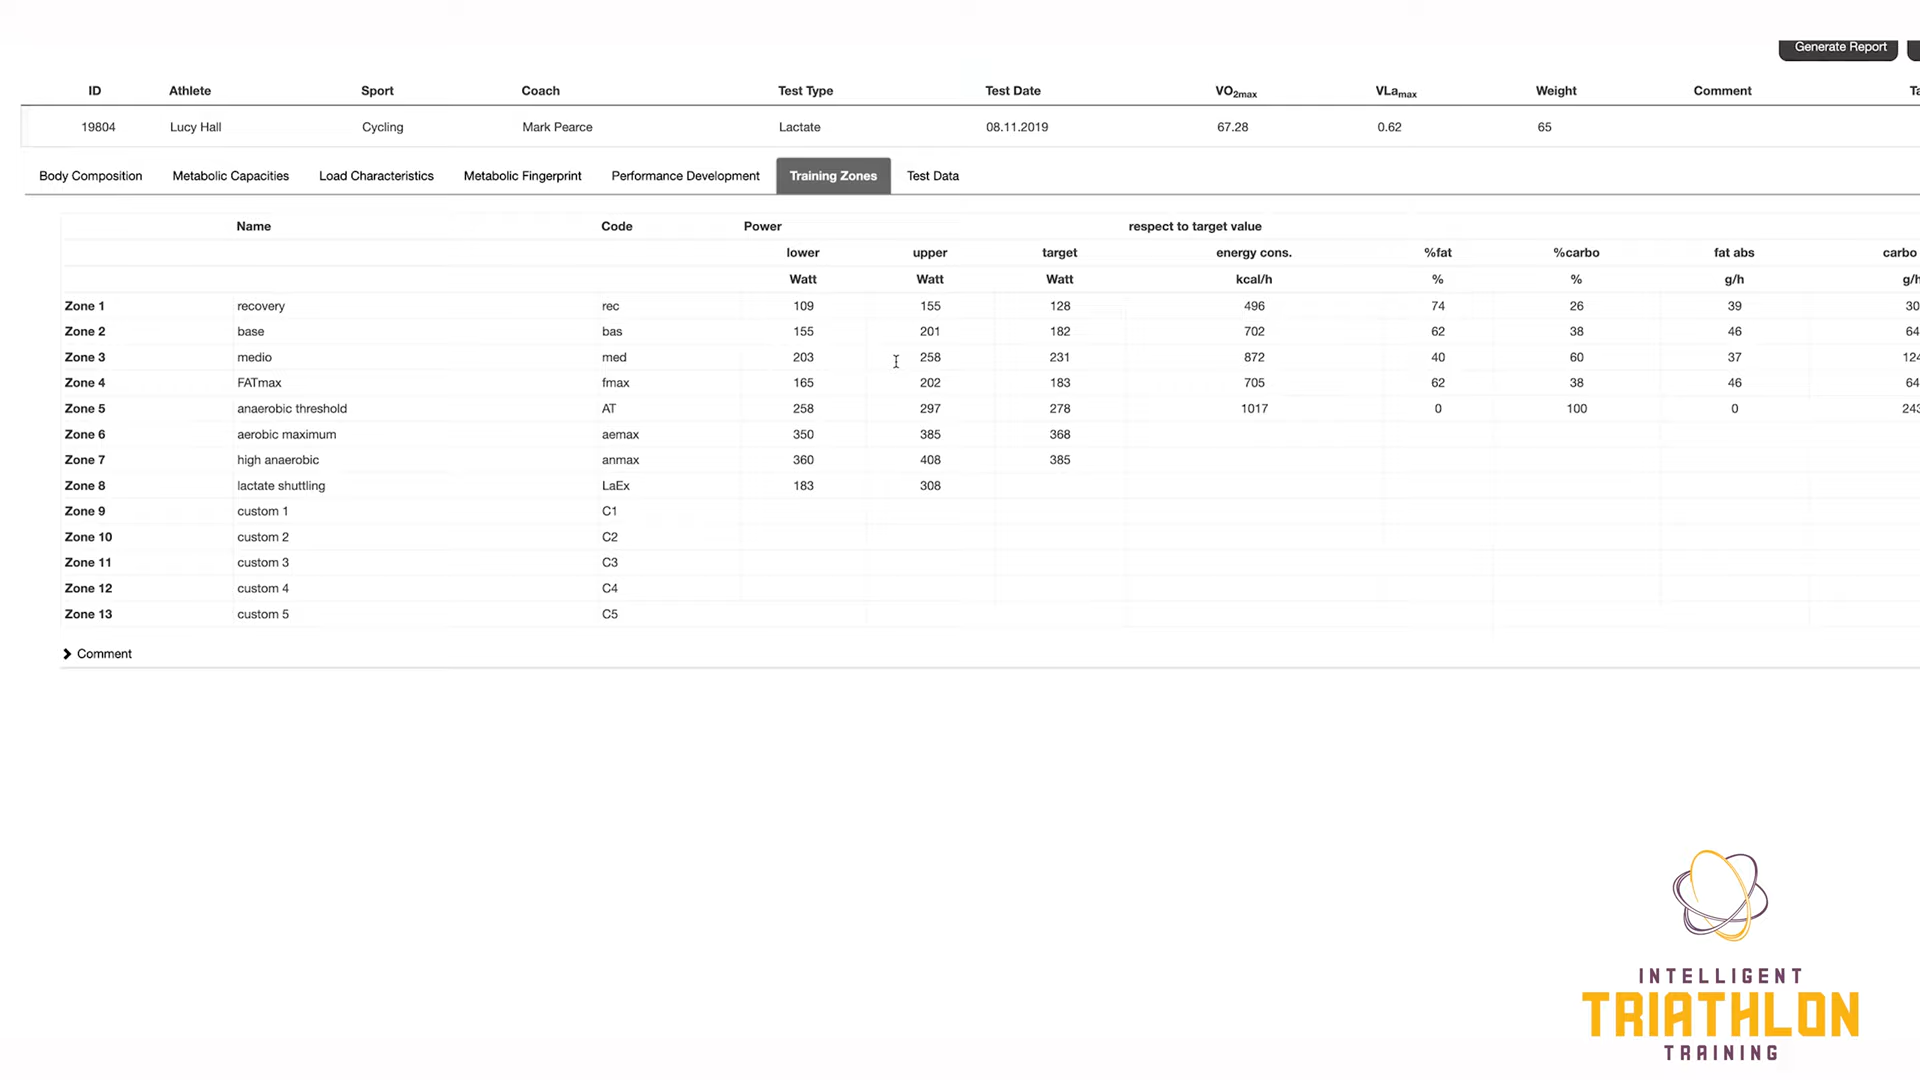 Generate Report
ID Athlete Sport Coach Test Type Test Date VO2max VLamax Weight Comment
19804 Lucy Hall Cycling Mark Pearce Lactate 08.11.2019 67.28 0.62 65
Body Composition Metabolic Capacities Load Characteristics Metabolic Fingerprint Performance Development Training Zones Test Data
Name Code Power respect to target value
lower upper target energy cons. %fat %carbo fat abs carbo
Watt Watt Watt kcal/h % % g/h g/h
Zone 1 recovery rec 109 155 128 496 74 26 39 30
Zone 2 base bas 155 201 182 702 62 38 46 64
Zone 3 medio med 203 258 231 872 40 60 37 124
Zone 4 FATmax fmax 165 202 183 705 62 38 46 64
Zone 5 anaerobic threshold AT 258 297 278 1017 0 100 0 243
Zone 6 aerobic maximum aemax 350 385 368
Zone 7 high anaerobic anmax 360 408 385
Zone 8 lactate shuttling LaEx 183 308
Zone 9 custom 1 C1
Zone 10 custom 2 C2
Zone 11 custom 3 C3
Zone 12 custom 4 C4
Zone 13 custom 5 C5
Comment
INTELLIGENT
TRIATHLON
TRAINING